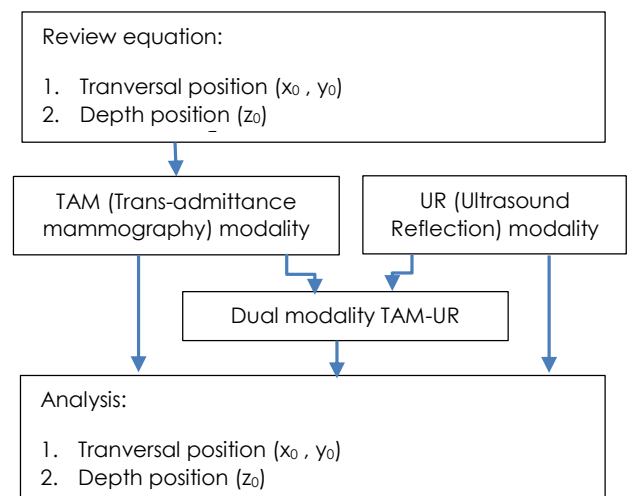 Review equation:
1. Tranversal position (x₀ , y₀)
2. Depth position (z₀)
TAM (Trans-admittance
mammography) modality
UR (Ultrasound
Reflection) modality
Dual modality TAM-UR
Analysis:
1. Tranversal position (x₀ , y₀)
2. Depth position (z₀)